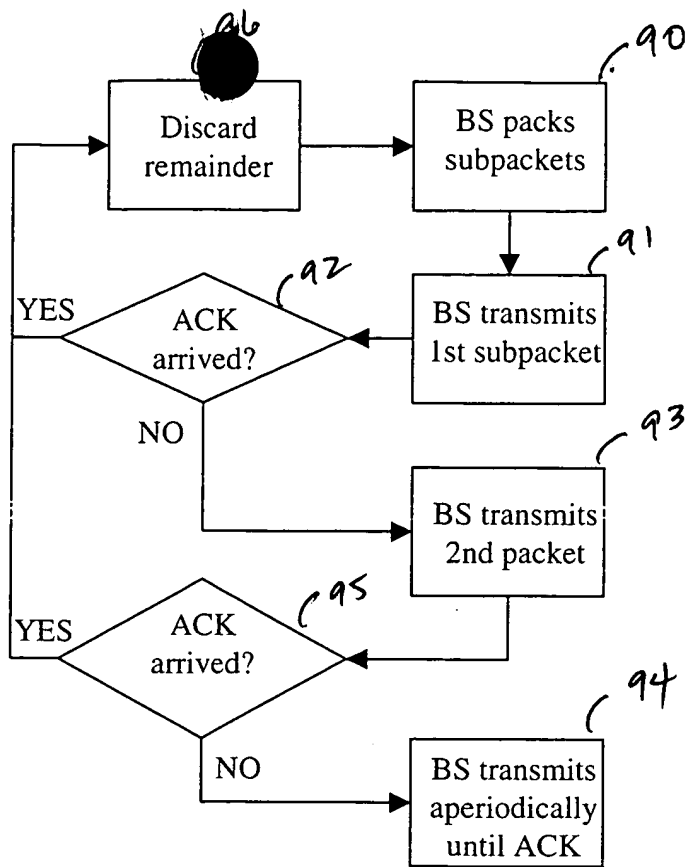 96
90
Discard
remainder
BS packs
subpackets
91
92
YES
ACK
arrived?
BS transmits
1st subpacket
NO
93
BS transmits
2nd packet
95
YES
ACK
arrived?
94
NO
BS transmits
aperiodically
until ACK